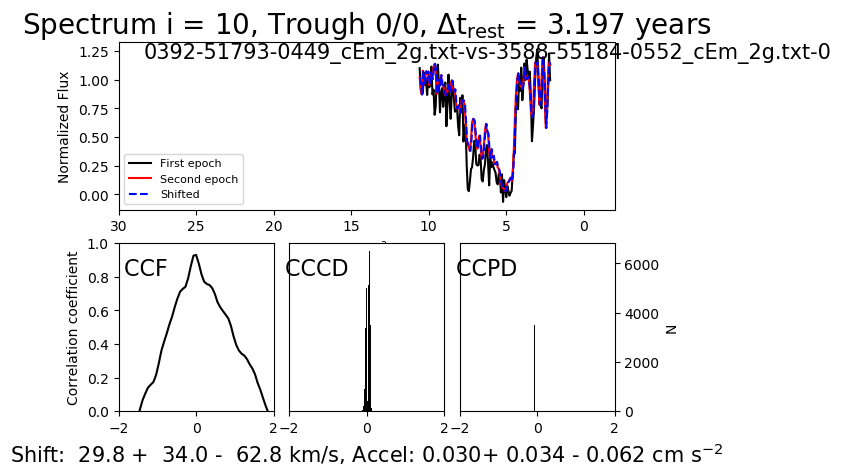 Spectrum i = 10, Trough 0/0, Δt_rest = 3.197 years
0392-51793-0449_cEm_2g.txt-vs-3588-55184-0552_cEm_2g.txt-0
Normalized Flux
1.25
1.00
0.75
0.50
0.25
0.00
First epoch
Second epoch
Shifted
30 25 20 15 10 5 0
Correlation coefficient
1.0
0.8
0.6
0.4
0.2
0.0
CCF
CCCD
CCPD
6000
4000
2000
0
N
−2 0 2
−2 0 2
−2 0 2
Shift: 29.8 + 34.0 - 62.8 km/s, Accel: 0.030+ 0.034 - 0.062 cm s⁻²